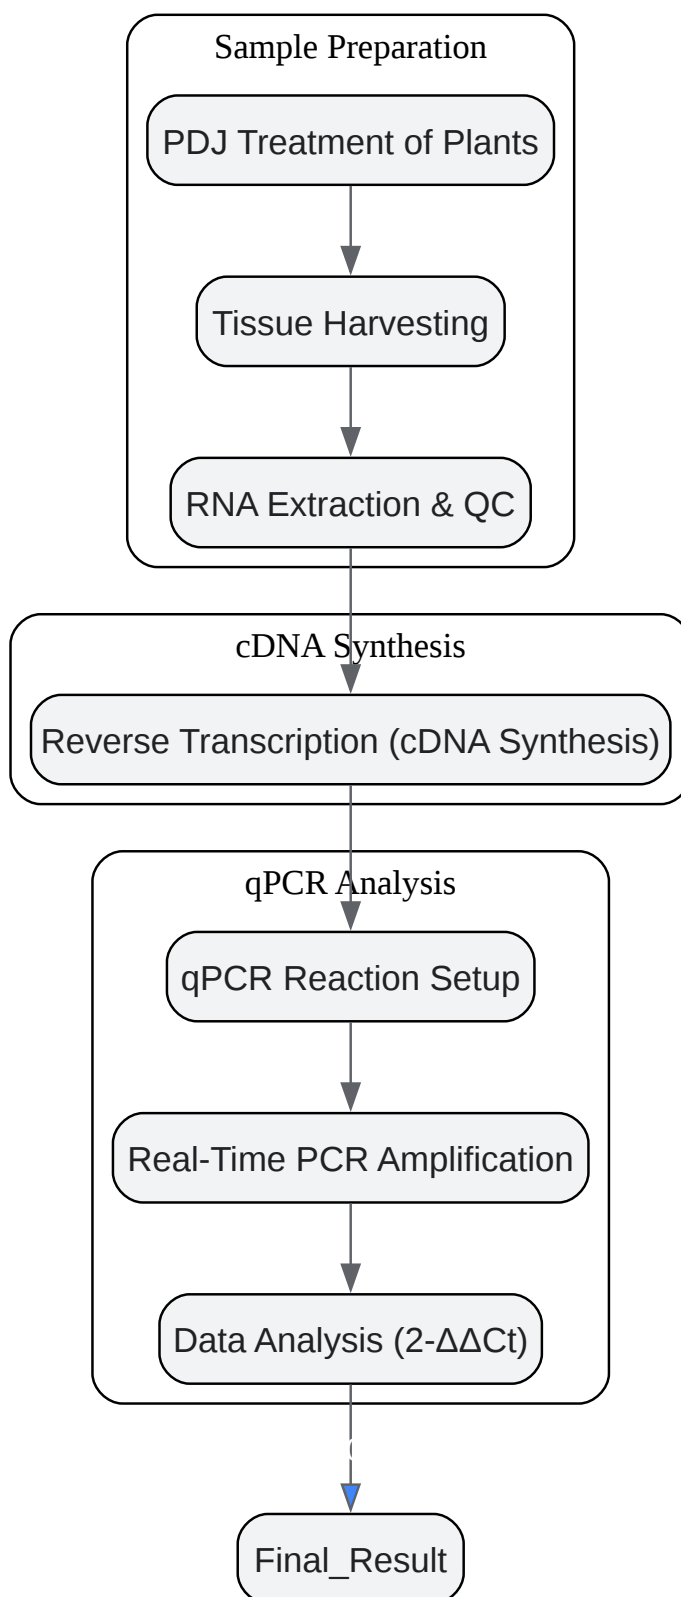 Sample Preparation
PDJ Treatment of Plants
Tissue Harvesting
RNA Extraction & QC
cDNA Synthesis
Reverse Transcription (cDNA Synthesis)
qPCR Analysis
qPCR Reaction Setup
Real-Time PCR Amplification
Data Analysis (2-ΔΔCt)
Final_Result